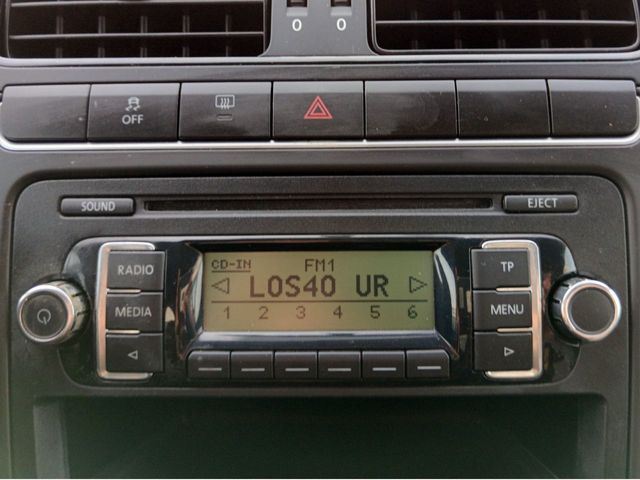 0 0
OFF
SOUND
EJECT
RADIO
CD-IN FM1
TP
LOS40 UR
MEDIA
1 2 3 4 5 6
MENU